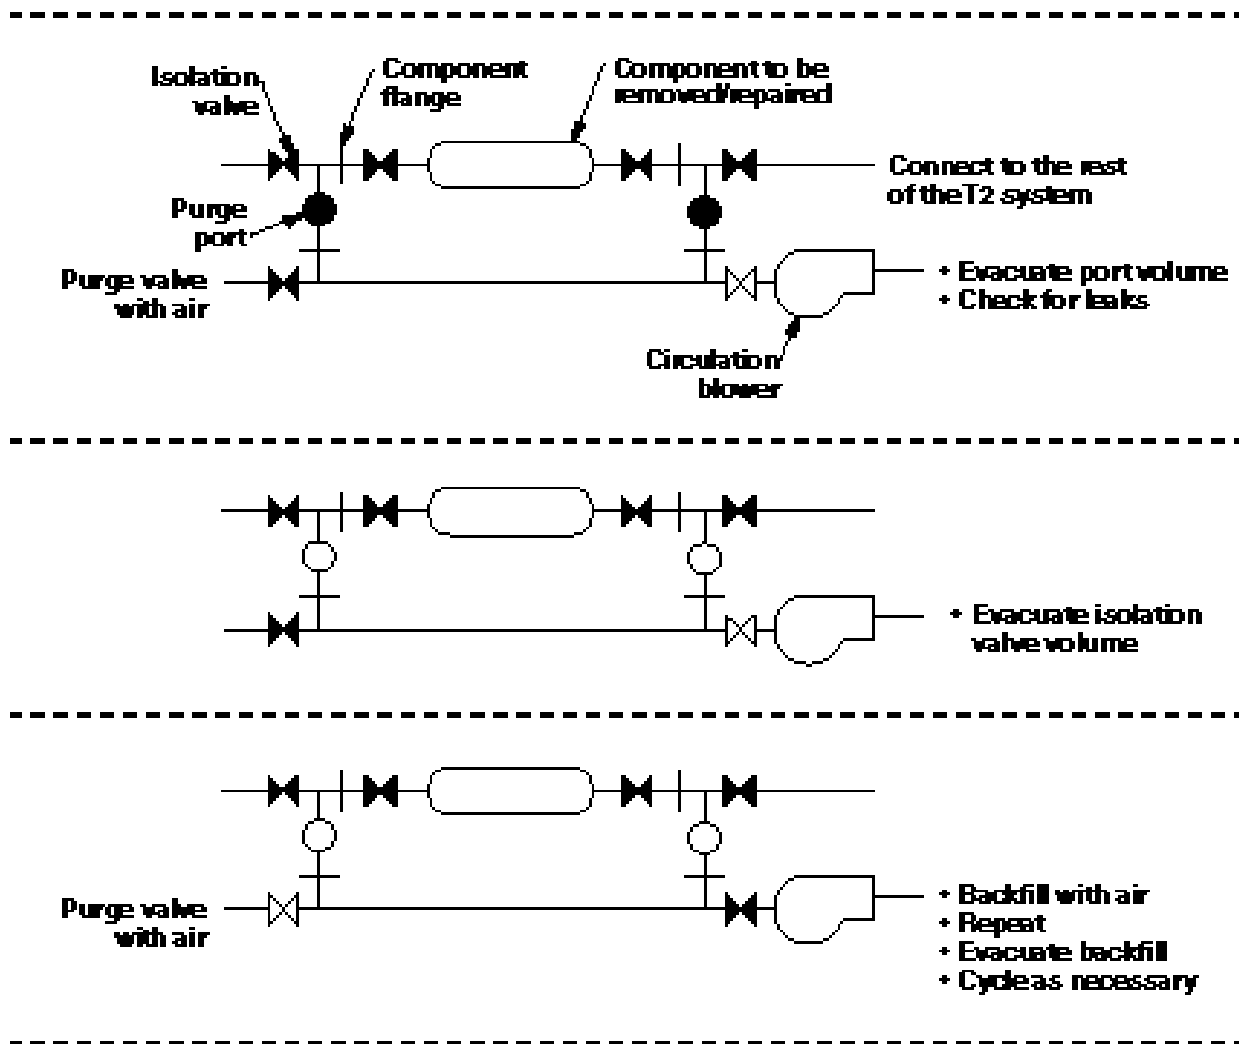 Isolation
valve
Component
flange
Component to be
removed/repaired
Connect to the rest
of the T2 system
Purge
port
Purge valve
with air
• Evacuate port volume
• Check for leaks
Circulation
blower
• Evacuate isolation
valve volume
Purge valve
with air
• Backfill with air
• Repeat
• Evacuate backfill
• Cycle as necessary